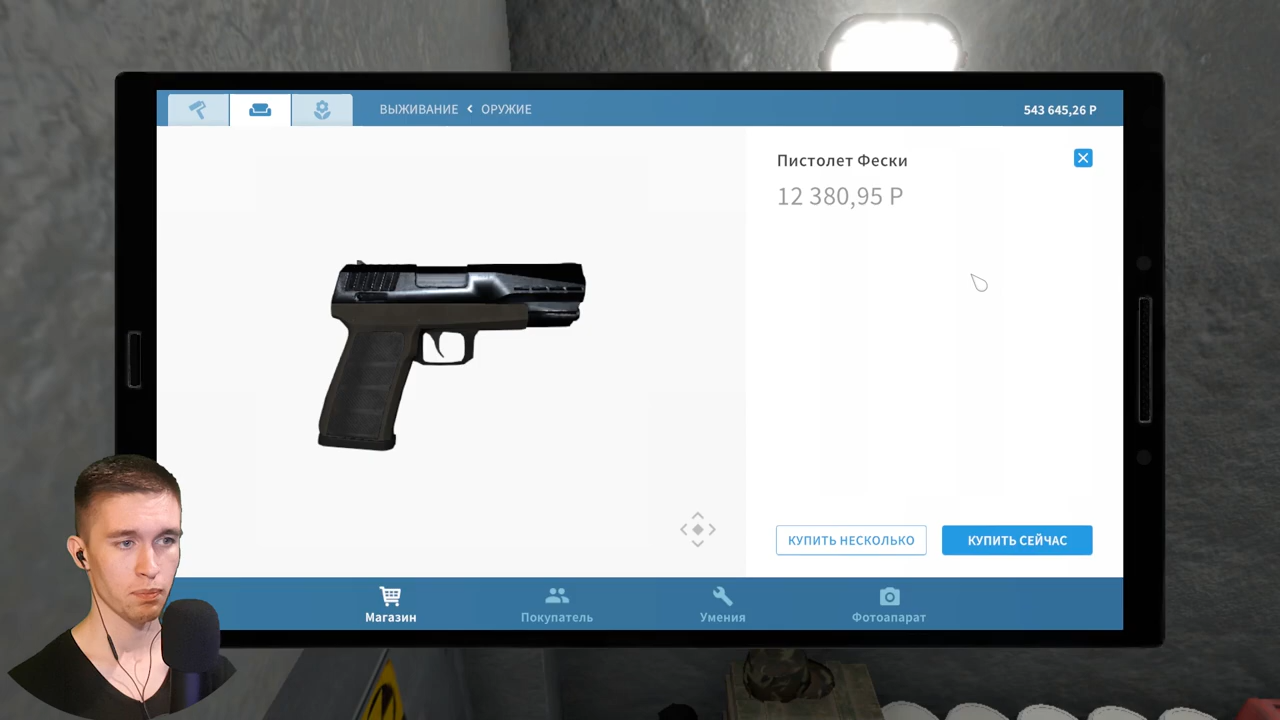 ВЫЖИВАНИЕ < ОРУЖИЕ
543 645,26 Р
Пистолет Фески
12 380,95 Р
КУПИТЬ НЕСКОЛЬКО
КУПИТЬ СЕЙЧАС
Магазин
Покупатель
Умения
Фотоапарат